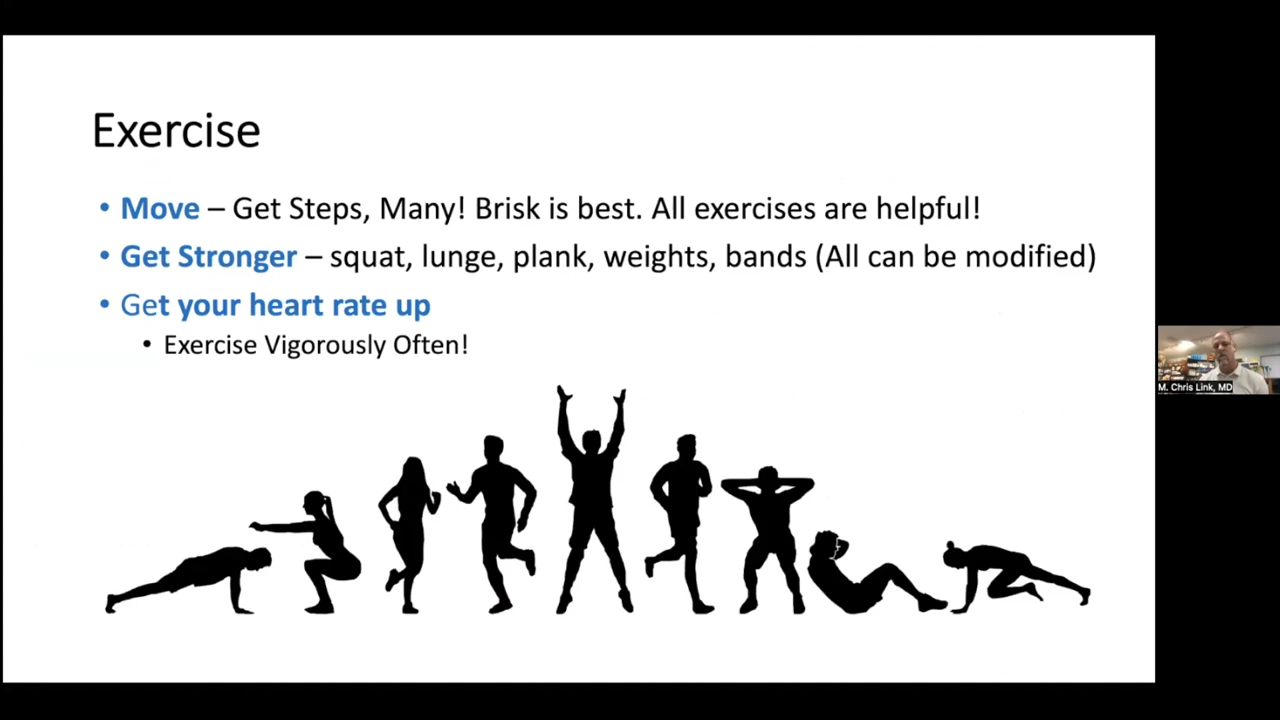 Exercise
• Move – Get Steps, Many! Brisk is best. All exercises are helpful!
• Get Stronger – squat, lunge, plank, weights, bands (All can be modified)
• Get your heart rate up
• Exercise Vigorously Often!
M. Chris Link, MD